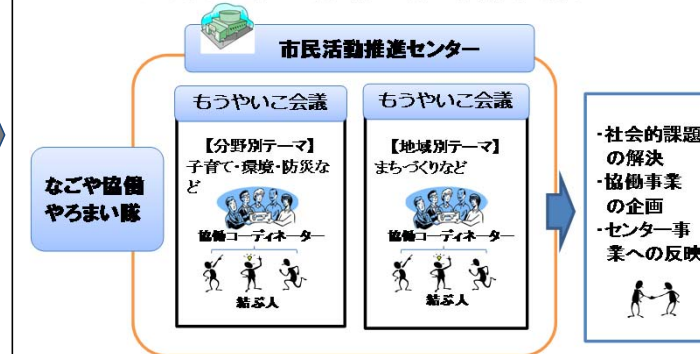 市民活動推進センター
なごや協働
やろまい隊
もうやいこ会議
【分野別テーマ】
子育て・環境・防災な
ど
協働コーディネーター
結ぶ人
もうやいこ会議
【地域別テーマ】
まちづくりなど
協働コーディネーター
結ぶ人
・社会的課題
の解決
・協働事業
の企画
・センター事
業への反映